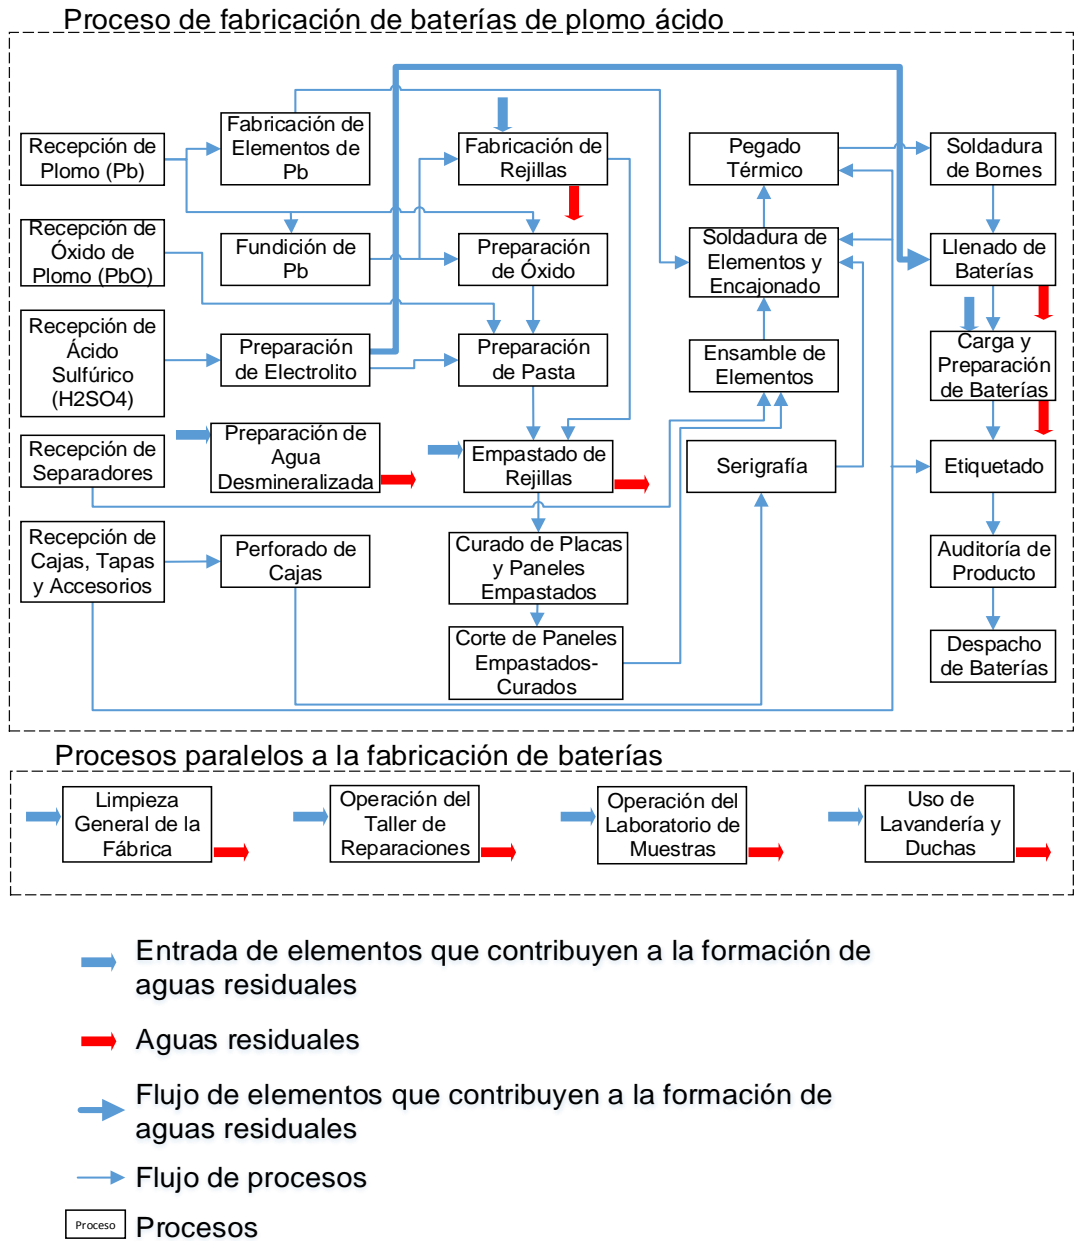 Proceso de fabricación de baterías de plomo ácido
Recepción de
Plomo (Pb)
Fabricación de
Elementos de
Pb
Fabricación de
Rejillas
Pegado
Térmico
Soldadura
de Bornes
Recepción de
Óxido de
Plomo (PbO)
Fundición de
Pb
Preparación
de Óxido
Soldadura de
Elementos y
Encajonado
Llenado de
Baterías
Recepción de
Ácido
Sulfúrico
(H2SO4)
Preparación
de Electrolito
Preparación
de Pasta
Ensamble de
Elementos
Carga y
Preparación
de Baterías
Recepción de
Separadores
Preparación de
Agua
Desmineralizada
Empastado de
Rejillas
Serigrafía
Etiquetado
Recepción de
Cajas, Tapas
y Accesorios
Perforado de
Cajas
Curado de Placas
y Paneles
Empastados
Auditoría de
Producto
Corte de Paneles
Empastados-
Curados
Despacho
de Baterías
Procesos paralelos a la fabricación de baterías
Limpieza
General de la
Fábrica
Operación del
Taller de
Reparaciones
Operación del
Laboratorio de
Muestras
Uso de
Lavandería y
Duchas
Entrada de elementos que contribuyen a la formación de
aguas residuales
Aguas residuales
Flujo de elementos que contribuyen a la formación de
aguas residuales
Flujo de procesos
Proceso
Procesos